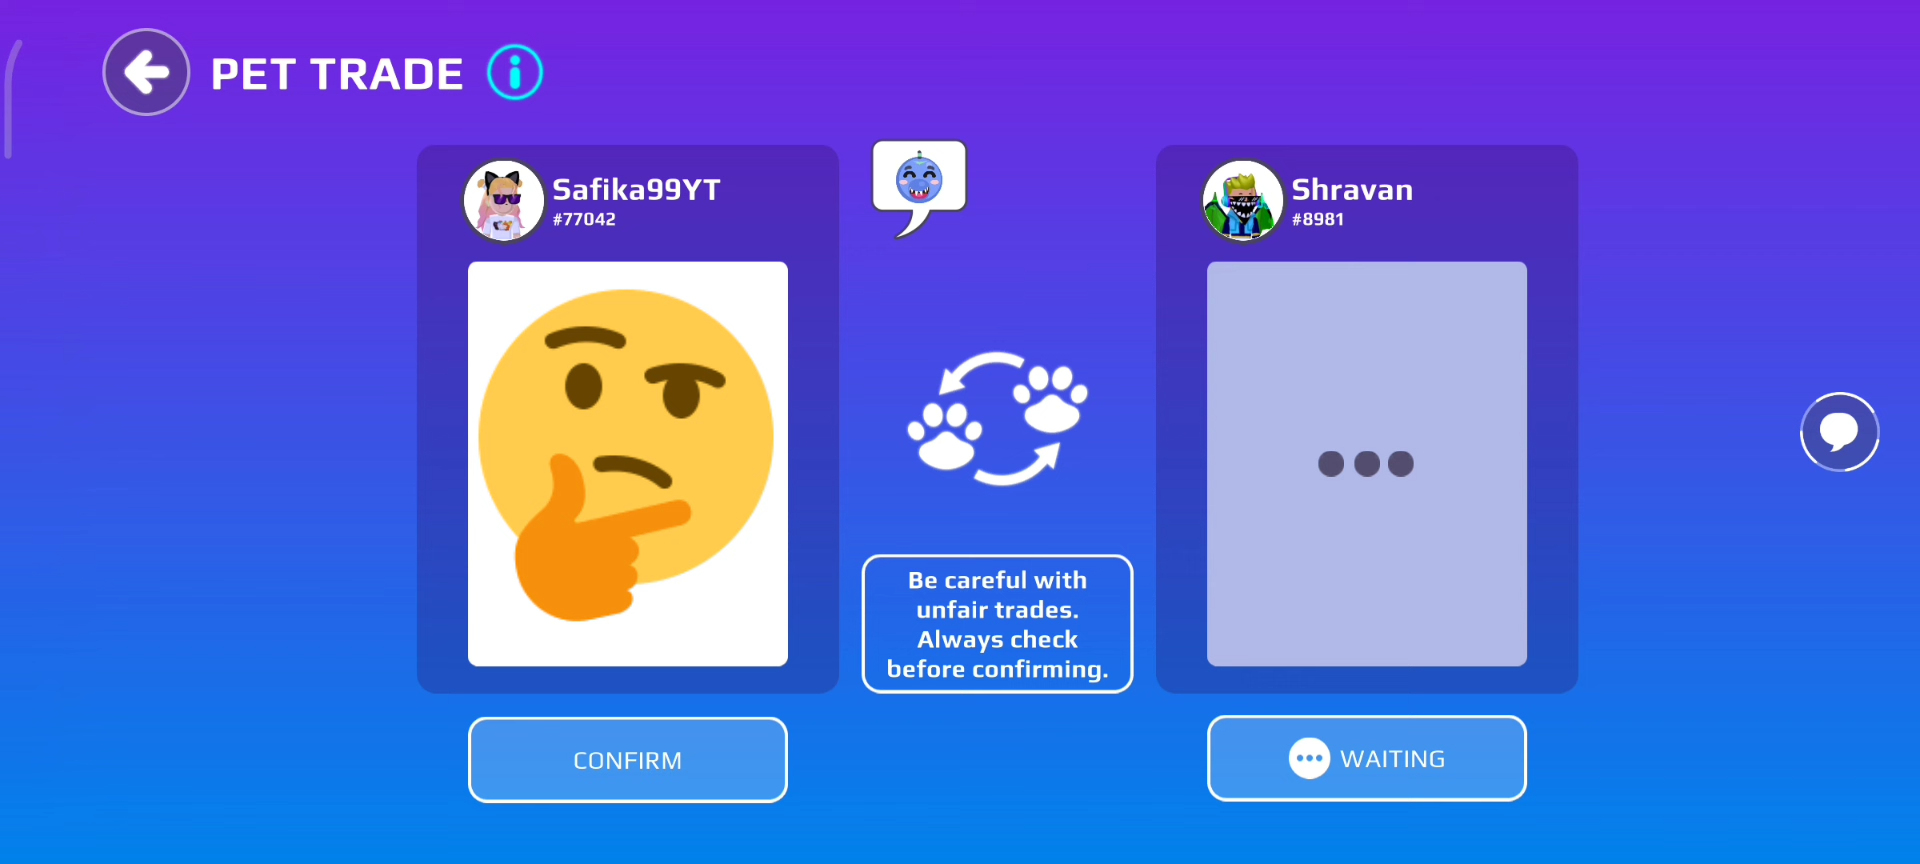 PET TRADE
Safika99YT
#77042
Shravan
#8981
Be careful with
unfair trades.
Always check
before confirming.
CONFIRM
WAITING